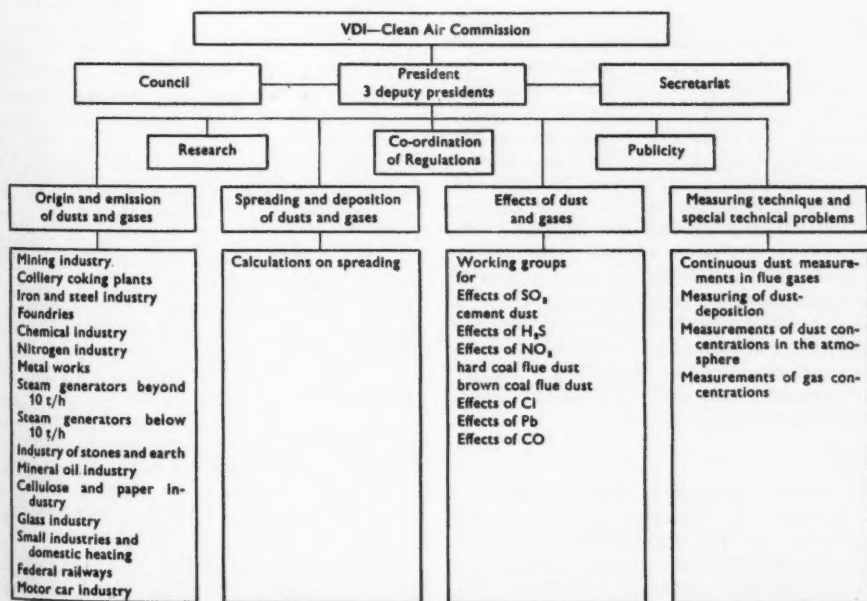 VDI—Clean Air Commission
Council
President
3 deputy presidents
Secretariat
Research
Co-ordination
of Regulations
Publicity
Origin and emission
of dusts and gases
Spreading and deposition
of dusts and gases
Effects of dust
and gases
Measuring technique and
special technical problems
Mining industry.
Colliery coking plants
Iron and steel industry
Foundries
Chemical industry
Nitrogen industry
Metal works
Steam generators beyond
10 t/h
Steam generators below
10 t/h
Industry of stones and earth
Mineral oil industry
Cellulose and paper in-
dustry
Glass industry
Small industries and
domestic heating
Federal railways
Motor car industry
Calculations on spreading
Working groups
for
Effects of SO₂
cement dust
Effects of H₂S
Effects of NO₂
hard coal flue dust
brown coal flue dust
Effects of Cl
Effects of Pb
Effects of CO
Continuous dust measure-
ments in flue gases
Measuring of dust-
deposition
Measurements of dust con-
centrations in the atmo-
sphere
Measurements of gas con-
centrations